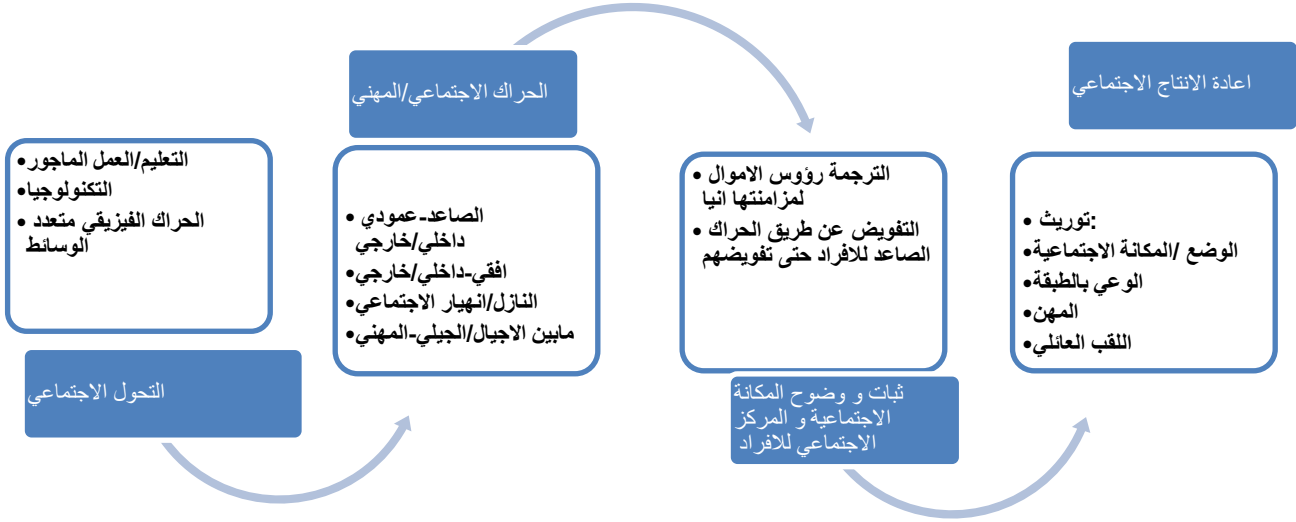 التعليم/العمل الماجور
التكنولوجيا
الحراك الفيزيقي متعدد
الوسائط
التحول الاجتماعي
الحراك الاجتماعي/المهني
الصاعد-عمودي
داخلي/خارجي
افقي-داخلي/خارجي
النازل/انهيار الاجتماعي
مابين الاجيال/الجيلي-المهني
الترجمة رؤوس الاموال
لمزامنتها انيا
التفويض عن طريق الحراك
الصاعد للافراد حتى تفويضهم
ثبات و وضوح المكانة
الاجتماعية و المركز
الاجتماعي للافراد
اعادة الانتاج الاجتماعي
توريث:
الوضع /المكانة الاجتماعية
الوعي بالطبقة
المهن
اللقب العائلي